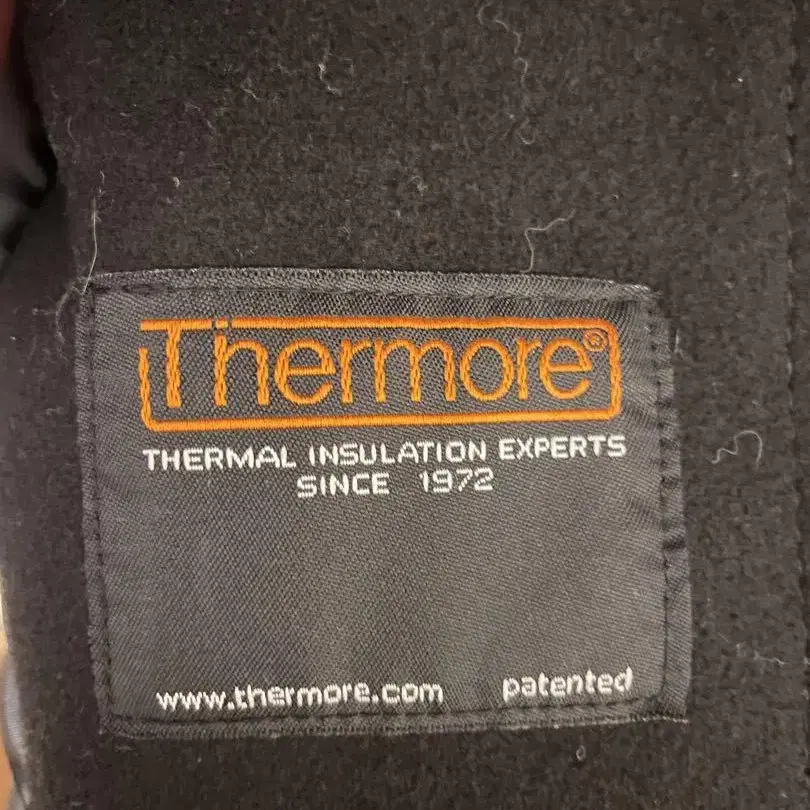 Thermore®
THERMAL INSULATION EXPERTS
SINCE 1972
www.thermore.com patented